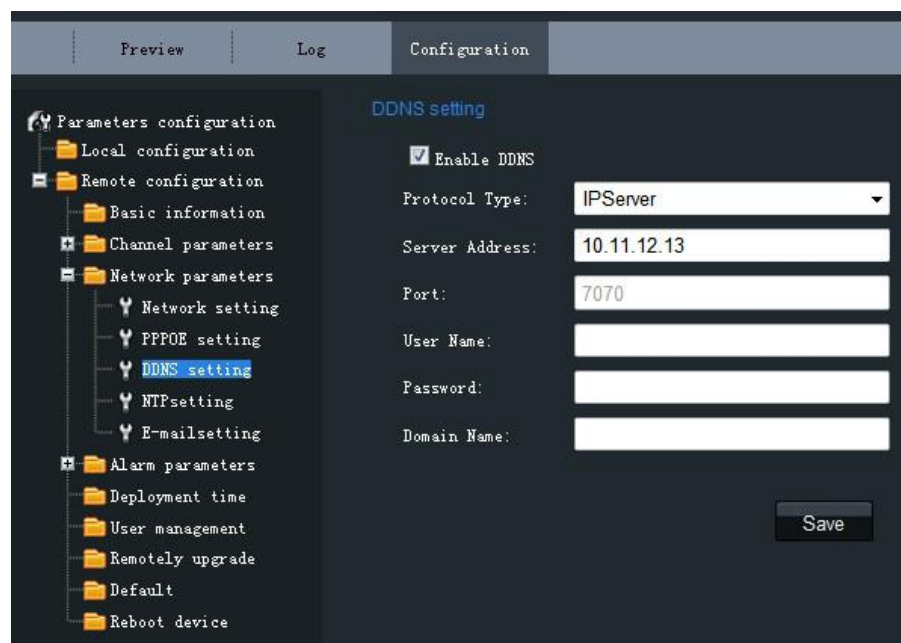 Preview
Log
Configuration
Parameters configuration
Local configuration
Remote configuration
Basic information
Channel parameters
Network parameters
Network setting
PPPOE setting
DDNS setting
NTPsetting
E-mailsetting
Alarm parameters
Deployment time
User management
Remotely upgrade
Default
Reboot device
DDNS setting
Enable DDNS
Protocol Type: IPServer
Server Address: 10.11.12.13
Port: 7070
User Name:
Password:
Domain Name:
Save